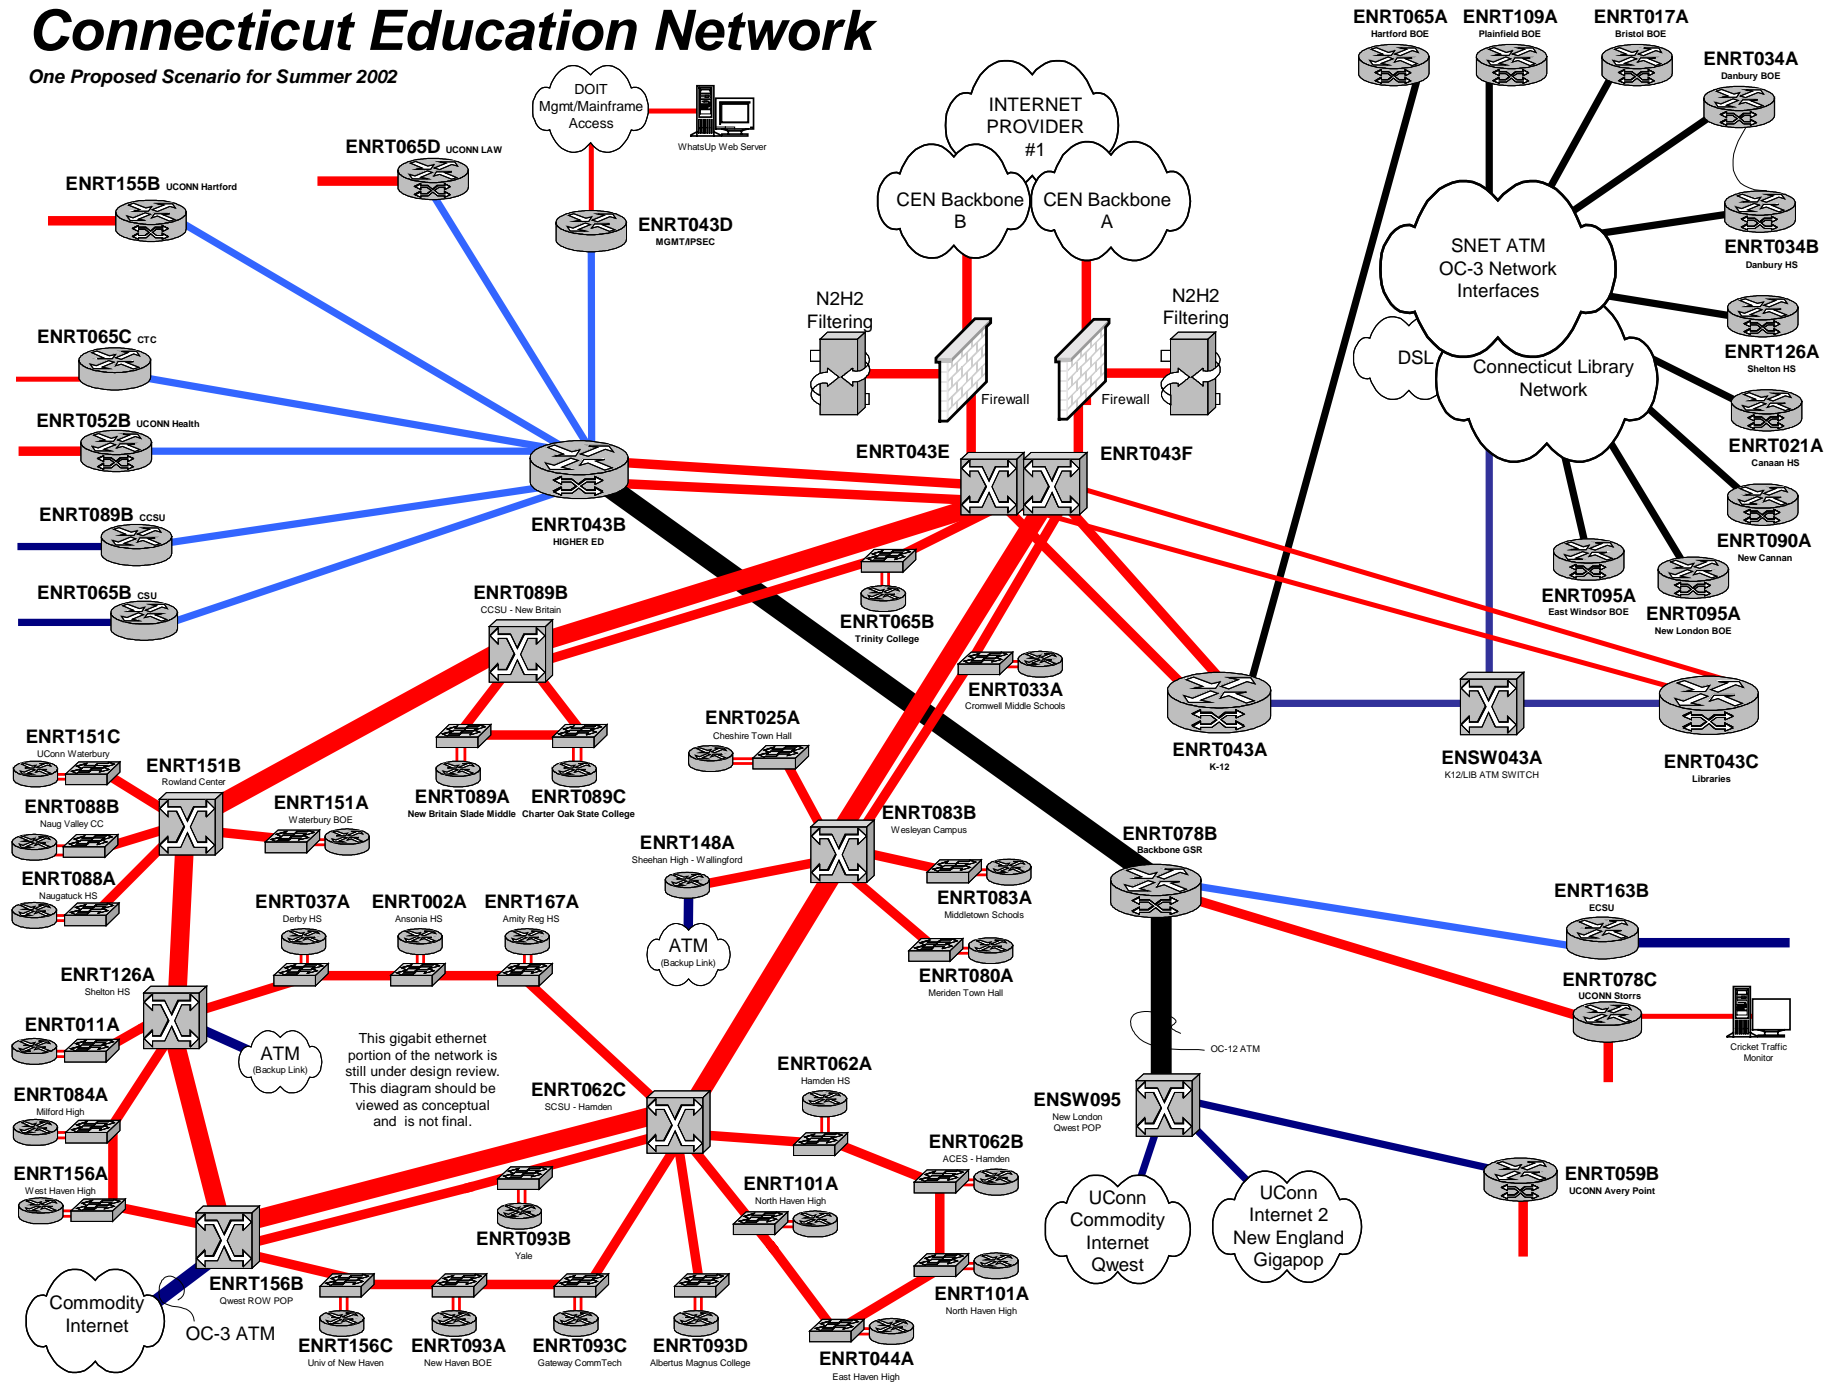 Connecticut Education Network
One Proposed Scenario for Summer 2002
DOIT
Mgmt/Mainframe
Access
WhatsUp Web Server
ENRT065D UCONN LAW
ENRT155B UCONN Hartford
ENRT043D
MGMT/IPSEC
ENRT065C CTC
ENRT052B UCONN Health
ENRT089B CCSU
ENRT065B CSU
ENRT043B
HIGHER ED
INTERNET
PROVIDER
#1
CEN Backbone
B
CEN Backbone
A
N2H2
Filtering
N2H2
Filtering
Firewall
Firewall
ENRT043E
ENRT043F
ENRT065A
Hartford BOE
ENRT109A
Plainfield BOE
ENRT017A
Bristol BOE
ENRT034A
Danbury BOE
SNET ATM
OC-3 Network
Interfaces
ENRT034B
Danbury HS
DSL
Connecticut Library
Network
ENRT126A
Shelton HS
ENRT021A
Canaan HS
ENRT090A
New Cannan
ENRT095A
East Windsor BOE
ENRT095A
New London BOE
ENRT089B
CCSU - New Britain
ENRT065B
Trinity College
ENRT033A
Cromwell Middle Schools
ENRT043A
K-12
ENSW043A
K12/LIB ATM SWITCH
ENRT043C
Libraries
ENRT025A
Cheshire Town Hall
ENRT151C
UConn Waterbury
ENRT151B
Rowland Center
ENRT088B
Naug Valley CC
ENRT151A
Waterbury BOE
ENRT089A
New Britain Slade Middle
ENRT089C
Charter Oak State College
ENRT083B
Wesleyan Campus
ENRT148A
Sheehan High - Wallingford
ENRT078B
Backbone GSR
ENRT088A
Naugatuck HS
ENRT037A
Derby HS
ENRT002A
Ansonia HS
ENRT167A
Amity Reg HS
ENRT083A
Middletown Schools
ENRT163B
ECSU
ATM
(Backup Link)
ENRT080A
Meriden Town Hall
ENRT126A
Shelton HS
ENRT078C
UCONN Storrs
ENRT011A
ATM
(Backup Link)
This gigabit ethernet
portion of the network is
still under design review.
This diagram should be
viewed as conceptual
and is not final.
OC-12 ATM
Cricket Traffic
Monitor
ENRT062A
Hamden HS
ENRT062C
SCSU - Hamden
ENRT084A
Milford High
ENSW095
New London
Qwest POP
ENRT062B
ACES - Hamden
ENRT156A
West Haven High
ENRT101A
North Haven High
ENRT059B
UCONN Avery Point
UConn
Commodity
Internet
Qwest
UConn
Internet 2
New England
Gigapop
ENRT093B
Yale
ENRT156B
Qwest ROW POP
ENRT101A
North Haven High
Commodity
Internet
OC-3 ATM
ENRT156C
Univ of New Haven
ENRT093A
New Haven BOE
ENRT093C
Gateway CommTech
ENRT093D
Albertus Magnus College
ENRT044A
East Haven High